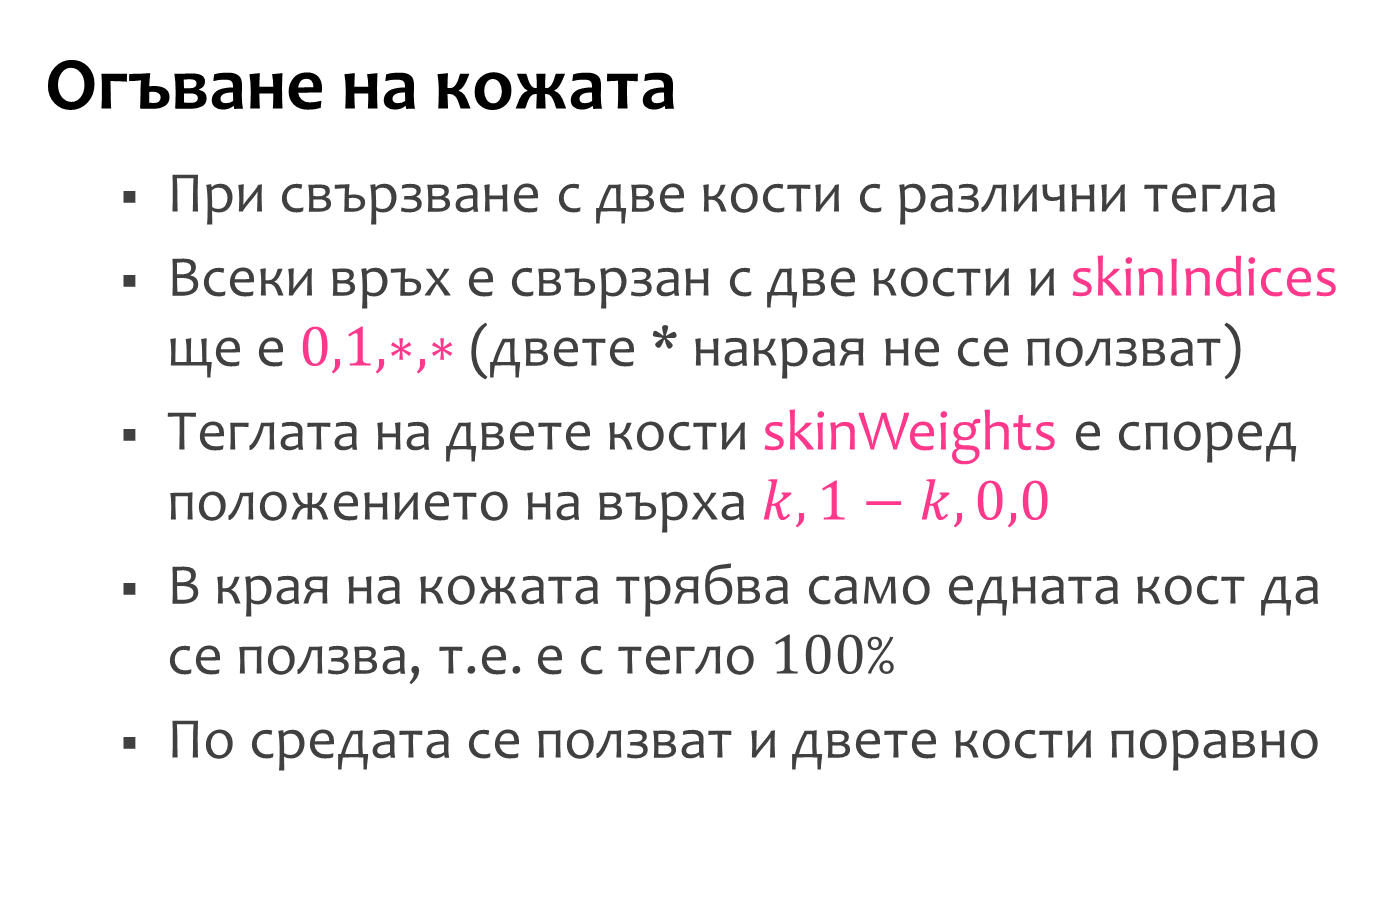 Огъване на кожата
▪ При свързване с две кости с различни тегла
▪ Всеки връх е свързан с две кости и skinIndices
ще е 0,1,∗,∗ (двете * накрая не се ползват)
▪ Теглата на двете кости skinWeights е според
положението на върха k, 1 − k, 0,0
▪ В края на кожата трябва само едната кост да
се ползва, т.е. е с тегло 100%
▪ По средата се ползват и двете кости поравно